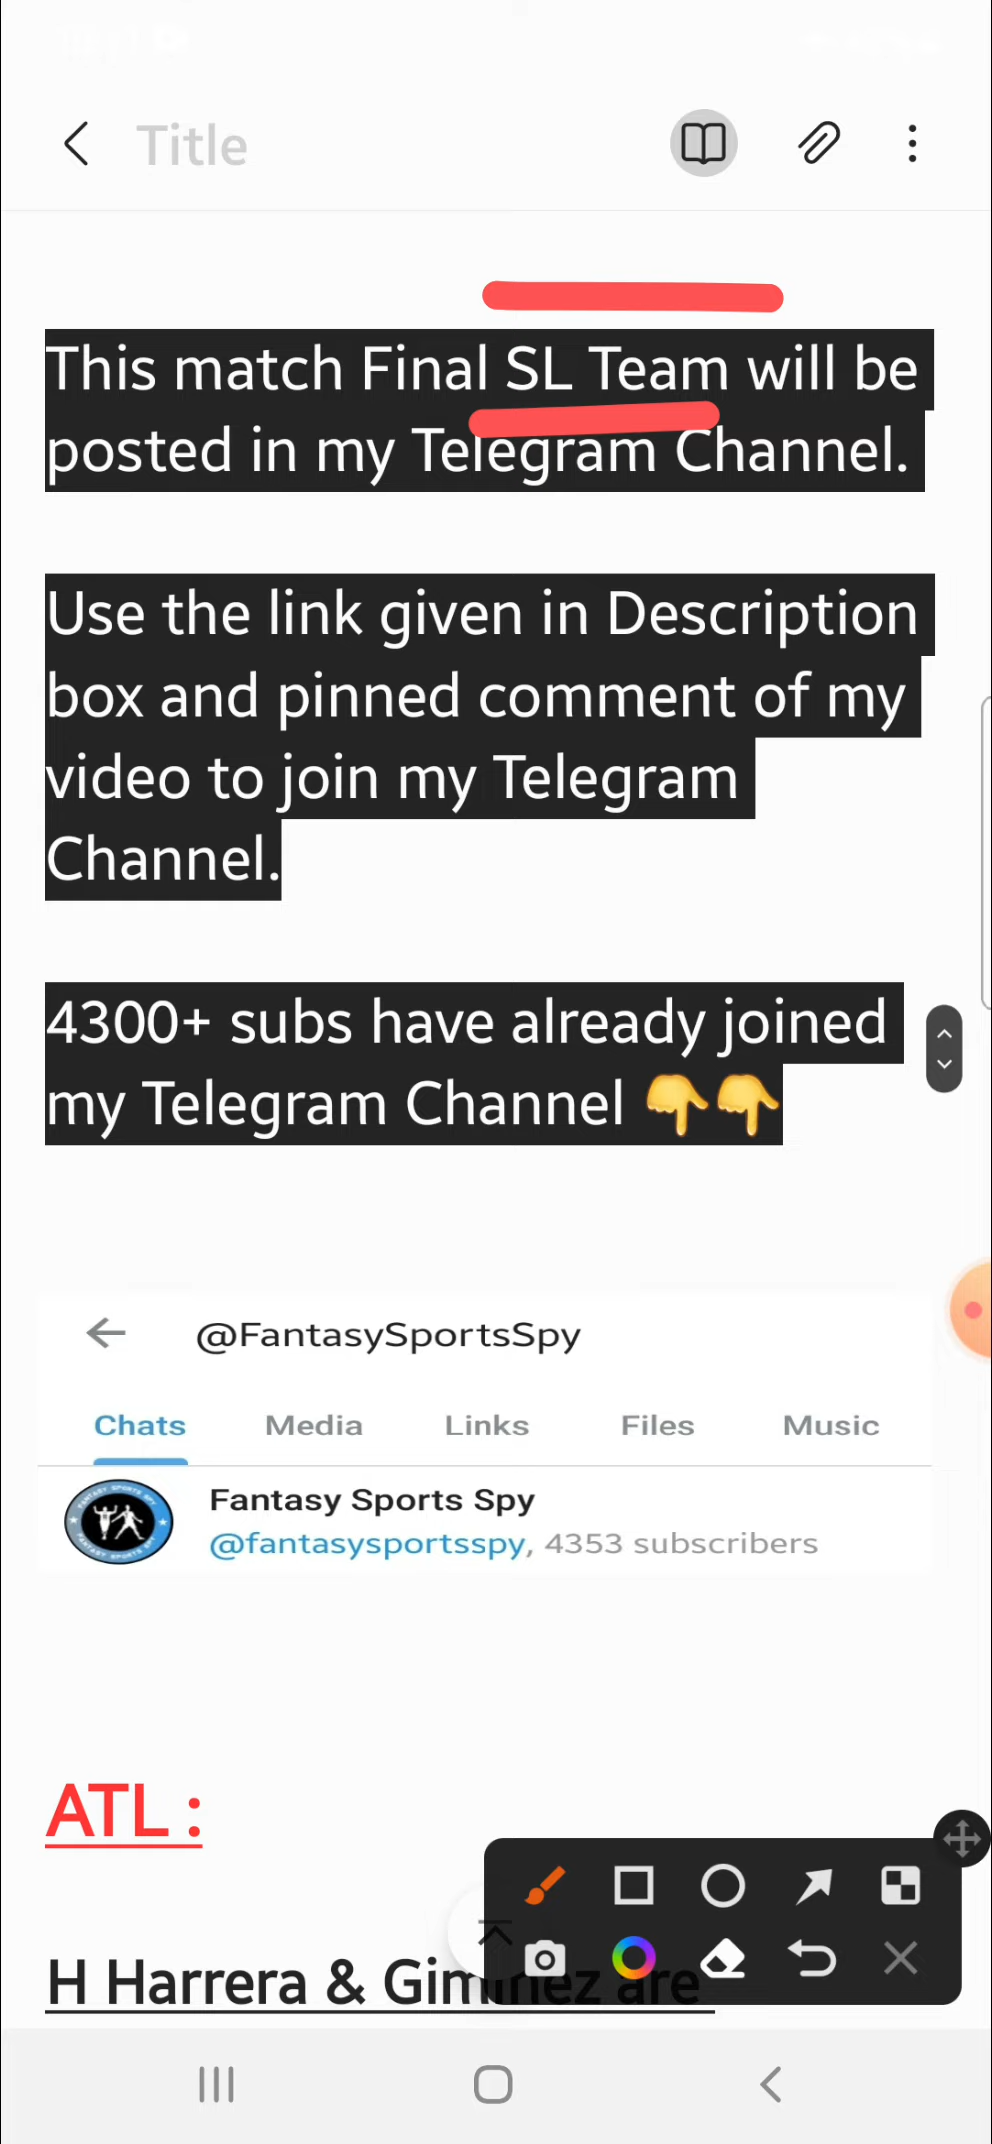 Title
This match Final SL Team will be
posted in my Telegram Channel.
Use the link given in Description
box and pinned comment of my
video to join my Telegram
Channel.
4300+ subs have already joined
my Telegram Channel 👇👇
@FantasySportsSpy
Chats Media Links Files Music
Fantasy Sports Spy
@fantasysportsspy, 4353 subscribers
ATL :
H Harrera & Giminez are